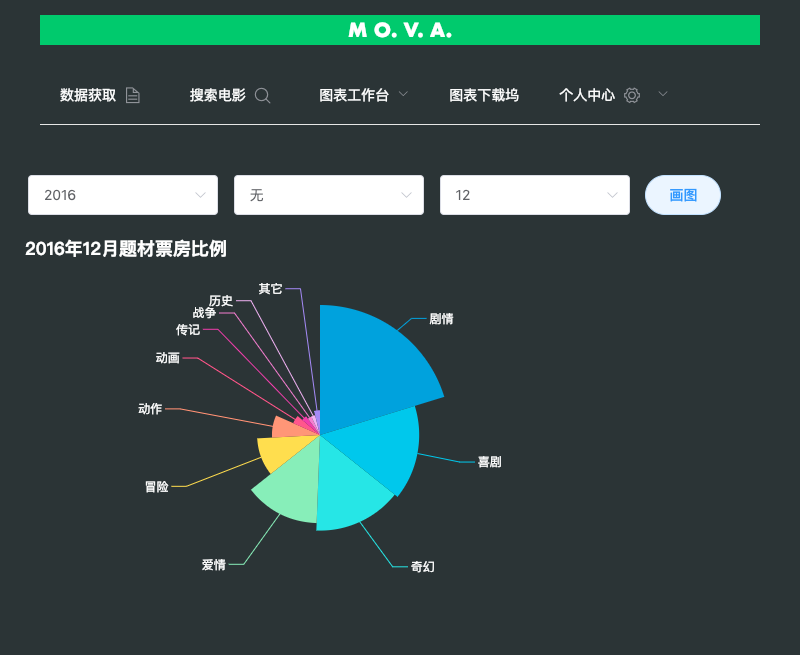 M O. V. A.
数据获取 搜索电影 图表工作台 图表下载坞 个人中心
2016 无 12 画图
2016年12月题材票房比例
其它
历史
战争
剧情
传记
动画
动作
喜剧
冒险
爱情
奇幻